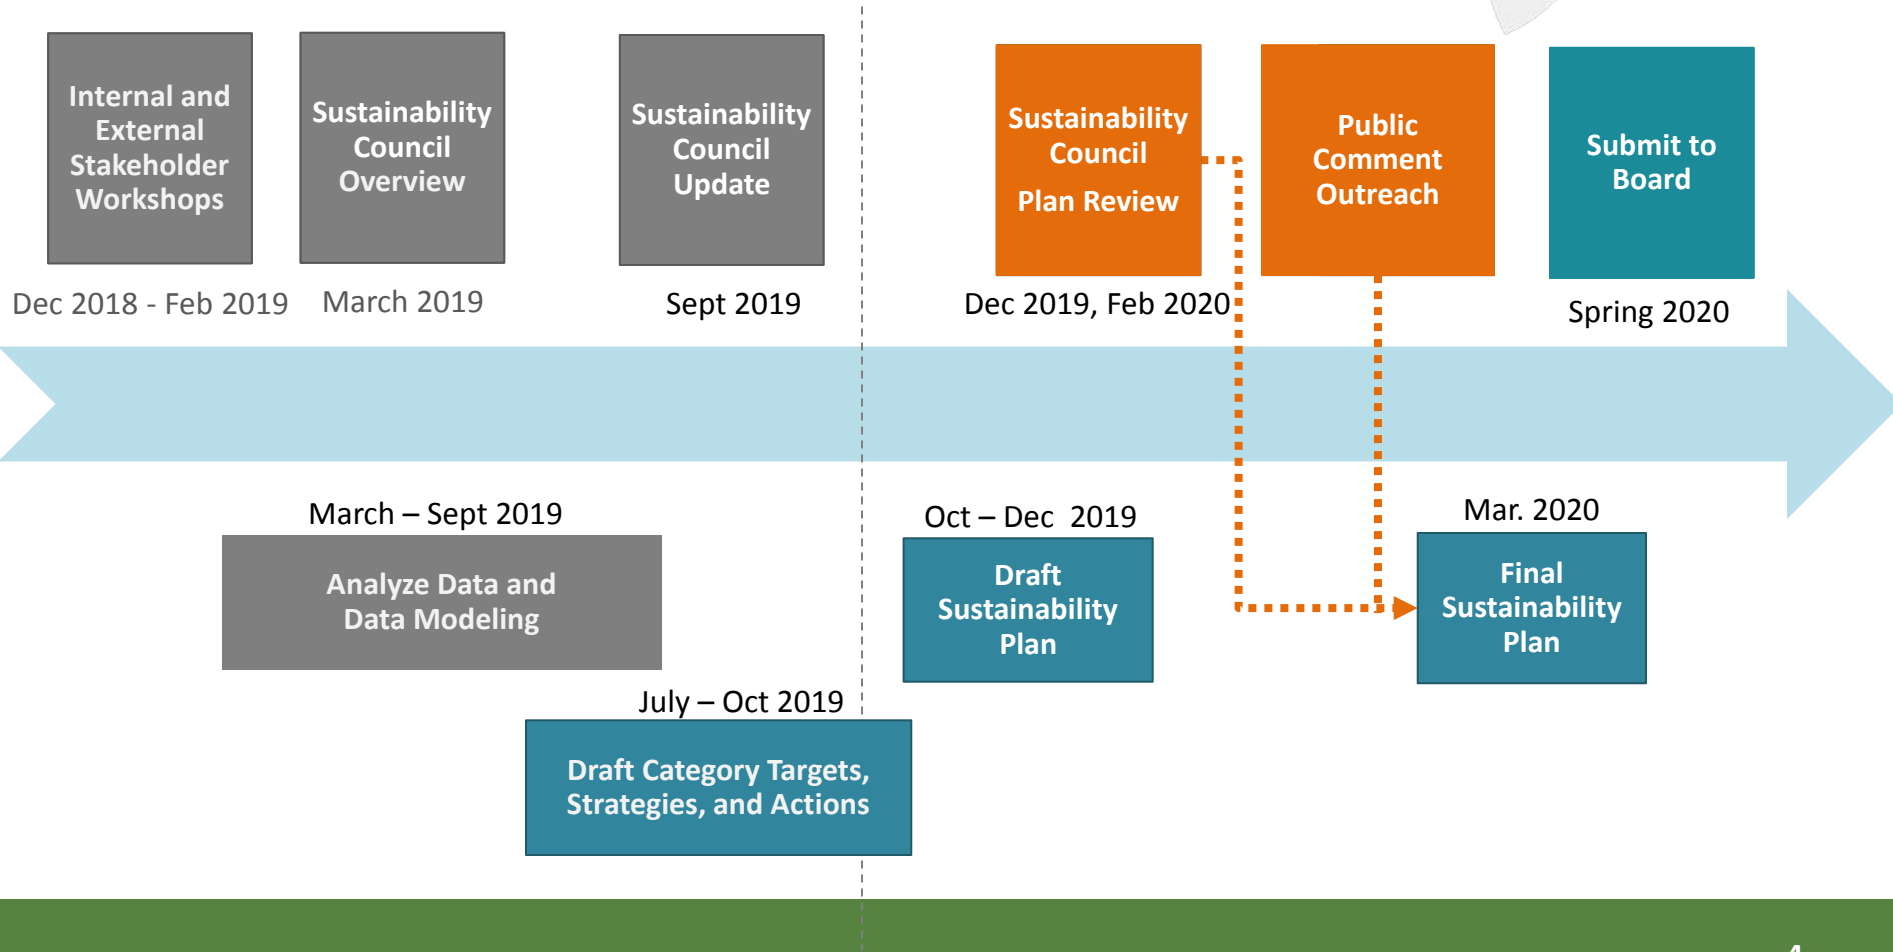 Internal and
External
Stakeholder
Workshops
Sustainability
Council
Overview
Sustainability
Council
Update
Sustainability
Council
Plan Review
Public
Comment
Outreach
Submit to
Board
Dec 2018 - Feb 2019
March 2019
Sept 2019
Dec 2019, Feb 2020
Spring 2020
March – Sept 2019
Analyze Data and
Data Modeling
Oct – Dec  2019
Draft
Sustainability
Plan
Mar. 2020
Final
Sustainability
Plan
July – Oct 2019
Draft Category Targets,
Strategies, and Actions
4